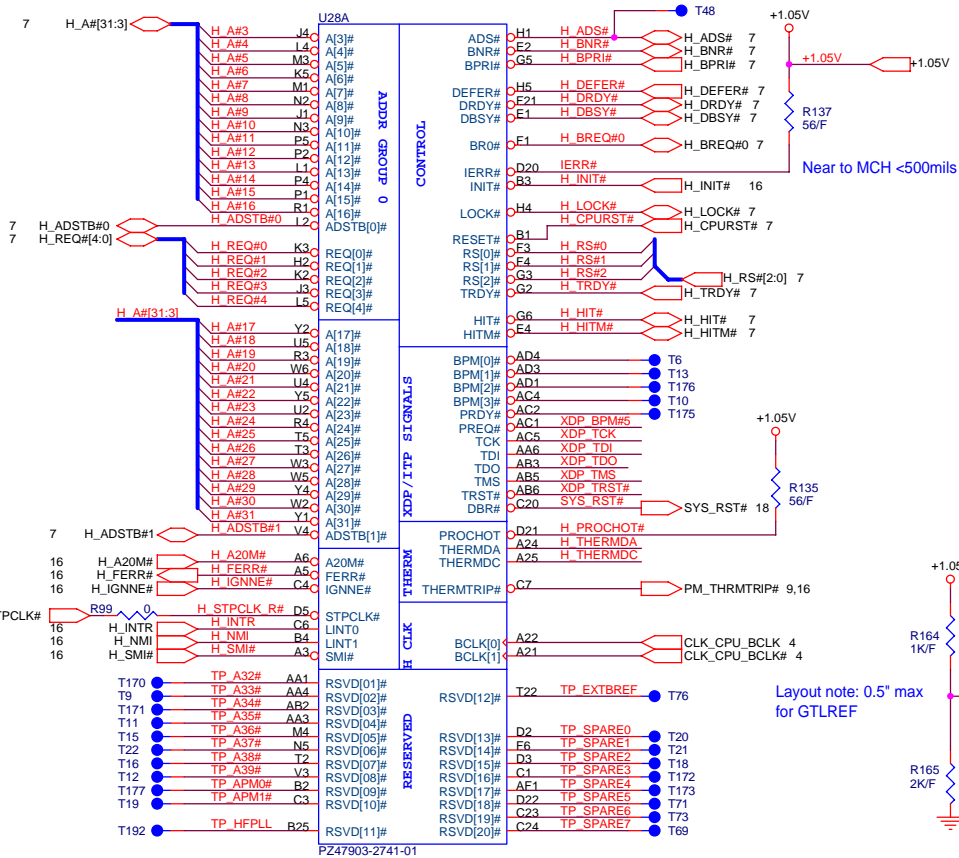 U28A
T48
+1.05V
7 H_A#[31:3]
H_A#3 J4 A[3]# ADS# H1 H_ADS# H_ADS# 7
H_A#4 L4 A[4]# BNR# E2 H_BNR# H_BNR# 7
H_A#5 M3 A[5]# BPRI# G5 H_BPRI# H_BPRI# 7
+1.05V +1.05V
H_A#6 K5 A[6]#
H_A#7 M1 A[7]# DEFER# H5 H_DEFER# H_DEFER# 7
H_A#8 N2 A[8]# DRDY# F21 H_DRDY# H_DRDY# 7
H_A#9 J1 A[9]# DBSY# E1 H_DBSY# H_DBSY# 7
R137
56/F
H_A#10 N3 A[10]#
H_A#11 P5 A[11]# BR0# F1 H_BREQ#0 H_BREQ#0 7
H_A#12 P2 A[12]#
H_A#13 L1 A[13]# IERR# D20 IERR#
Near to MCH <500mils
H_A#14 P4 A[14]# INIT# B3 H_INIT# H_INIT# 16
H_A#15 P1 A[15]#
H_A#16 R1 A[16]# LOCK# H4 H_LOCK# H_LOCK# 7
7 H_ADSTB#0 H_ADSTB#0 L2 ADSTB[0]# H_CPURST# H_CPURST# 7
7 H_REQ#[4:0] RESET# B1
H_REQ#0 K3 REQ[0]# RS[0]# F3 H_RS#0
H_REQ#1 H2 REQ[1]# RS[1]# F4 H_RS#1
H_REQ#2 K2 REQ[2]# RS[2]# G3 H_RS#2 H_RS#[2:0] 7
H_REQ#3 J3 REQ[3]# TRDY# G2 H_TRDY# H_TRDY# 7
H_REQ#4 L5 REQ[4]#
ADDR GROUP 0
CONTROL
H_A#[31:3] HIT# G6 H_HIT# H_HIT# 7
H_A#17 Y2 A[17]# HITM# E4 H_HITM# H_HITM# 7
H_A#18 U5 A[18]#
H_A#19 R3 A[19]# BPM[0]# AD4 T6
H_A#20 W6 A[20]# BPM[1]# AD3 T13
H_A#21 U4 A[21]# BPM[2]# AD1 T176
H_A#22 Y5 A[22]# BPM[3]# AC4 T10
H_A#23 U2 A[23]# PRDY# AC2 T175
H_A#24 R4 A[24]# PREQ# AC1 XDP_BPM#5
+1.05V
H_A#25 T5 A[25]# TCK AC5 XDP_TCK
H_A#26 T3 A[26]# TDI AA6 XDP_TDI
H_A#27 W3 A[27]# TDO AB3 XDP_TDO
H_A#28 W5 A[28]# TMS AB5 XDP_TMS
H_A#29 Y4 A[29]# TRST# AB6 XDP_TRST#
H_A#30 W2 A[30]# DBR# C20 SYS_RST# SYS_RST# 18
R135
56/F
H_A#31 Y1 A[31]#
XDP/ITP SIGNALS
7 H_ADSTB#1 H_ADSTB#1 V4 ADSTB[1]# PROCHOT D21 H_PROCHOT#
THERMDA A24 H_THERMDA
16 H_A20M# A6 A20M# THERMDC A25 H_THERMDC
16 H_FERR# A5 FERR#
16 H_IGNNE# C4 IGNNE# THERMTRIP# C7 PM_THRMTRIP# 9,16
THERM
TPCLK# R99 0 H_STPCLK_R# D5 STPCLK#
16 H_INTR H_INTR C6 LINT0
16 H_NMI H_NMI B4 LINT1 BCLK[0] A22 CLK_CPU_BCLK 4
16 H_SMI# H_SMI# A3 SMI# BCLK[1] A21 CLK_CPU_BCLK# 4
H CLK
R164
1K/F
T170 TP_A32# AA1 RSVD[01]#
T9 TP_A33# AA4 RSVD[02]# RSVD[12]# T22 TP_EXTBREF T76
T171 TP_A34# AB2 RSVD[03]#
T11 TP_A35# AA3 RSVD[04]#
Layout note: 0.5" max
for GTLREF
T15 TP_A36# M4 RSVD[05]# RSVD[13]# D2 TP_SPARE0 T20
T22 TP_A37# N5 RSVD[06]# RSVD[14]# F6 TP_SPARE1 T21
T16 TP_A38# T2 RSVD[07]# RSVD[15]# D3 TP_SPARE2 T18
T12 TP_A39# V3 RSVD[08]# RSVD[16]# C1 TP_SPARE3 T172
T177 TP_APM0# B2 RSVD[09]# RSVD[17]# AF1 TP_SPARE4 T173
T19 TP_APM1# C3 RSVD[10]# RSVD[18]# D22 TP_SPARE5 T71
RSVD[19]# C23 TP_SPARE6 T73
T192 TP_HFPLL B25 RSVD[11]# RSVD[20]# C24 TP_SPARE7 T69
RESERVED
R165
2K/F
PZ47903-2741-01